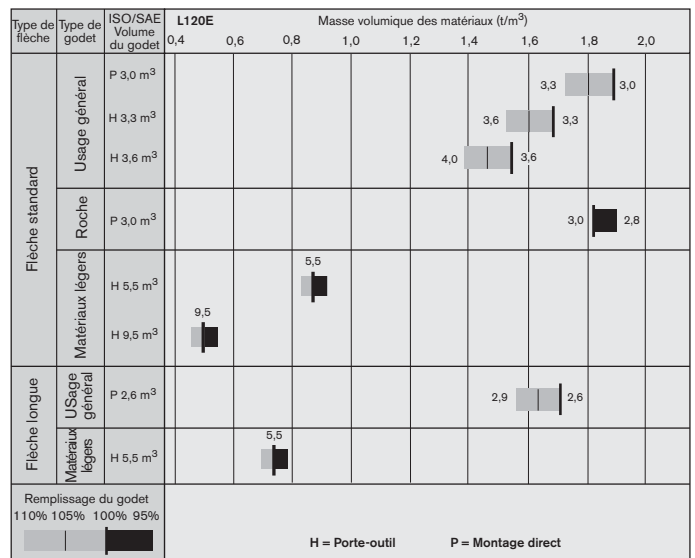 Type de flèche
Type de godet
ISO/SAE Volume du godet
L120E
Masse volumique des matériaux (t/m³)
0,4 0,6 0,8 1,0 1,2 1,4 1,6 1,8 2,0
Flèche standard
Usage général
P 3,0 m³
3,3 3,0
H 3,3 m³
3,6 3,3
H 3,6 m³
4,0 3,6
Roche
P 3,0 m³
3,0 2,8
Matériaux légers
H 5,5 m³
5,5
H 9,5 m³
9,5
Flèche longue
USage général
P 2,6 m³
2,9 2,6
Matéraiux légers
H 5,5 m³
5,5
Remplissage du godet
110% 105% 100% 95%
H = Porte-outil P = Montage direct